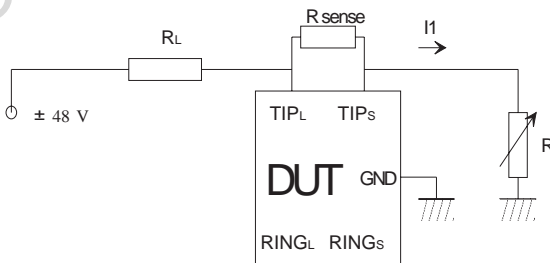 R sense
RL
I1
± 48 V
TIPL TIPS
R
DUT GND
RINGL RINGS